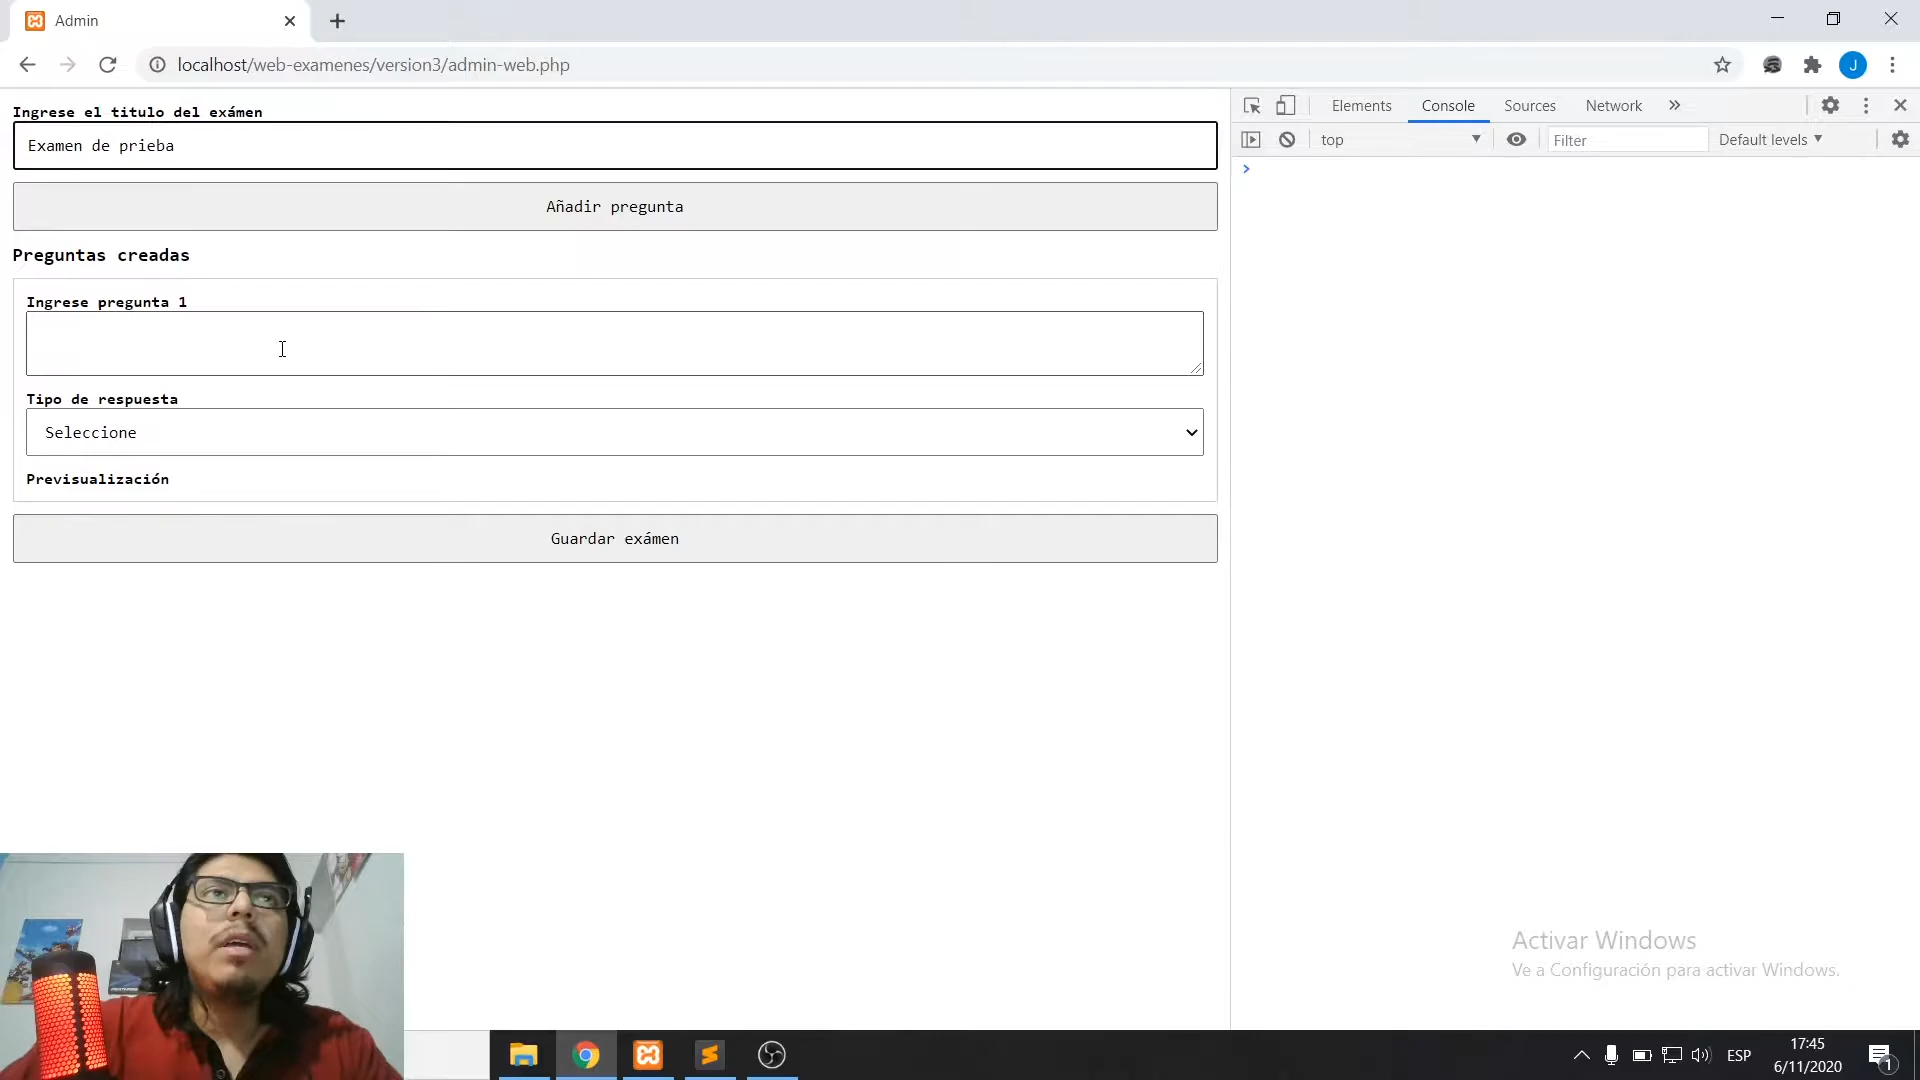 Admin
localhost/web-examenes/version3/admin-web.php
J
Ingrese el titulo del exámen
Examen de prieba
Añadir pregunta
Preguntas creadas
Ingrese pregunta 1
Tipo de respuesta
Seleccione
Previsualización
Guardar exámen
Elements Console Sources Network »
top Filter Default levels
Activar Windows
Ve a Configuración para activar Windows.
ESP
17:45
6/11/2020
1